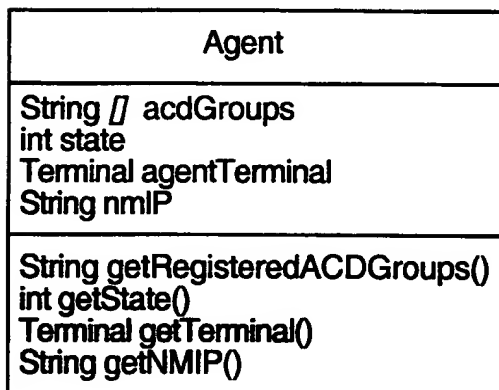 Agent
String [] acdGroups
int state
Terminal agentTerminal
String nmIP
String getRegisteredACDGroups()
int getState()
Terminal getTerminal()
String getNMIP()